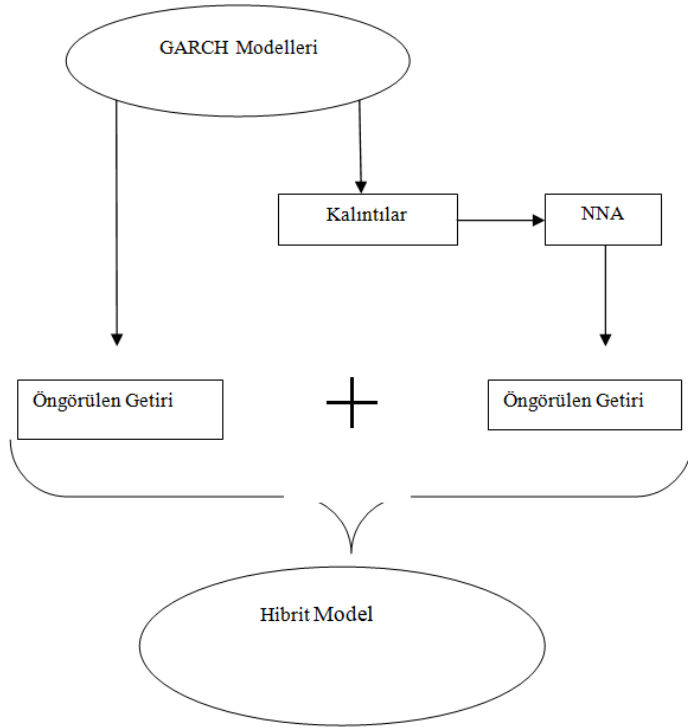 GARCH Modelleri
Kalıntılar
NNA
Öngörülen Getiri
Öngörülen Getiri
Hibrit Model